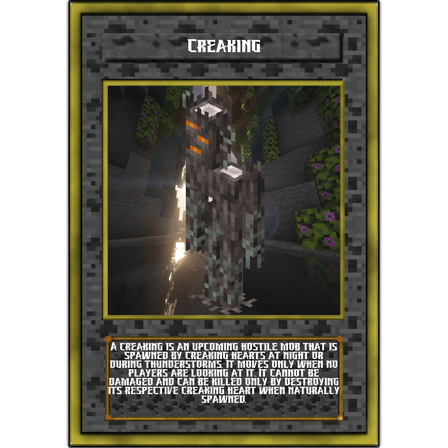 CREAKING
A CREAKING IS AN UPCOMING HOSTILE MOB THAT IS
SPAWNED BY CREAKING HEARTS AT NIGHT OR
DURING THUNDERSTORMS. IT MOVES ONLY WHEN NO
PLAYERS ARE LOOKING AT IT. IT CANNOT BE
DAMAGED AND CAN BE KILLED ONLY BY DESTROYING
ITS RESPECTIVE CREAKING HEART WHEN NATURALLY
SPAWNED.